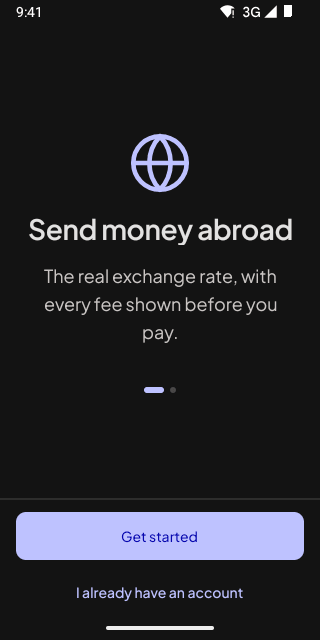 9:41
3G
Send money abroad
The real exchange rate, with
every fee shown before you
pay.
Get started
I already have an account